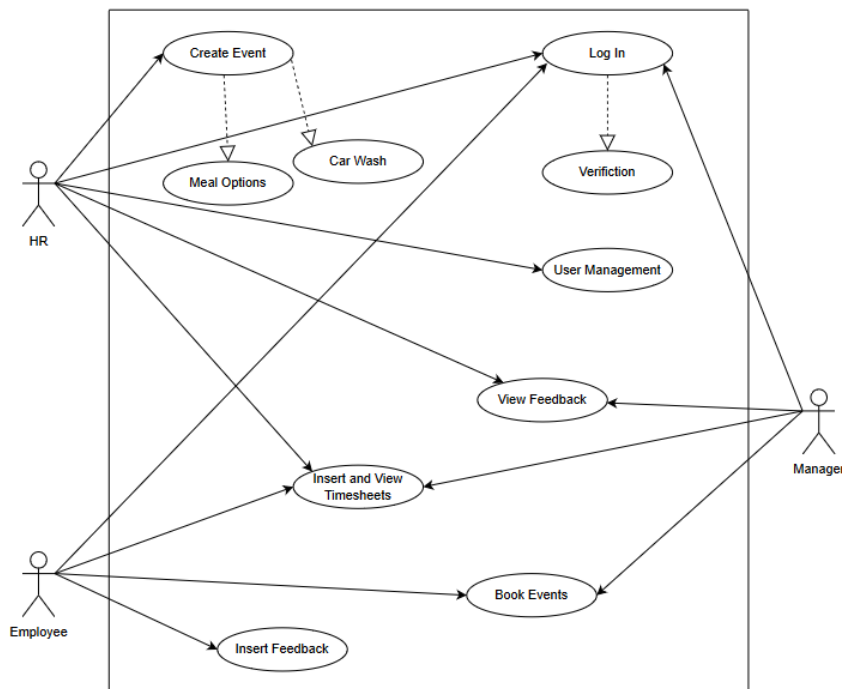 Create Event
Log In
Meal Options
Car Wash
Verifiction
HR
User Management
View Feedback
Manager
Insert and View
Timesheets
Book Events
Employee
Insert Feedback